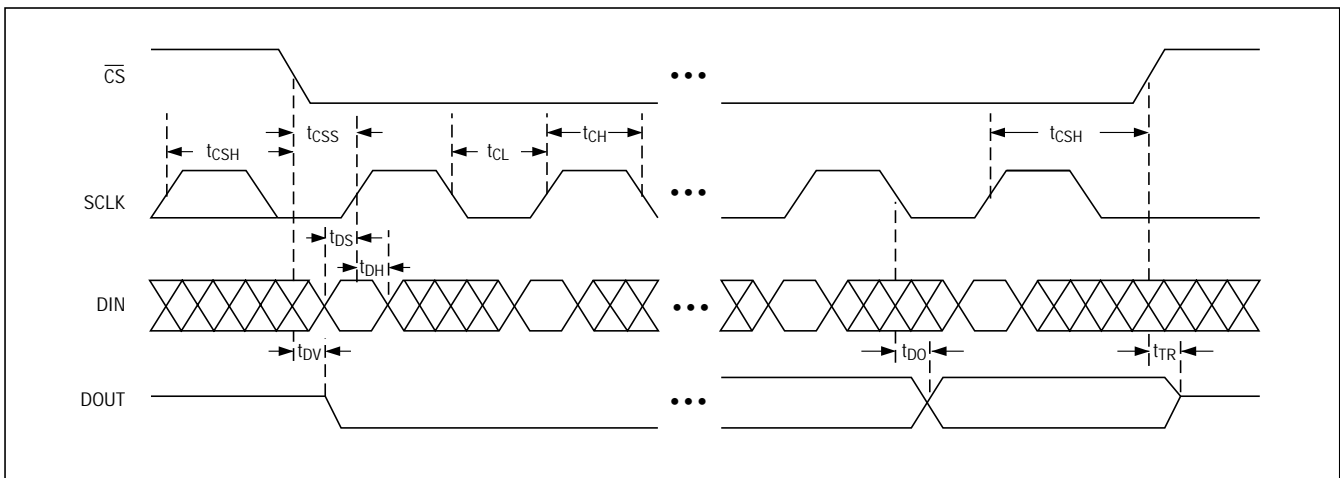 CS
tCSS
tCH
tCSH
tCL
tCSH
SCLK
tDS
tDH
DIN
tDV
tDO
tTR
DOUT